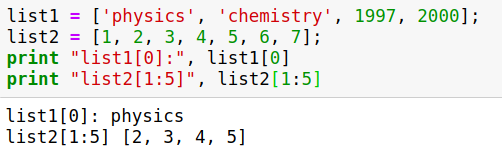 list1 = ['physics', 'chemistry', 1997, 2000];
list2 = [1, 2, 3, 4, 5, 6, 7];
print "list1[0]:", list1[0]
print "list2[1:5]", list2[1:5]
list1[0]: physics
list2[1:5] [2, 3, 4, 5]